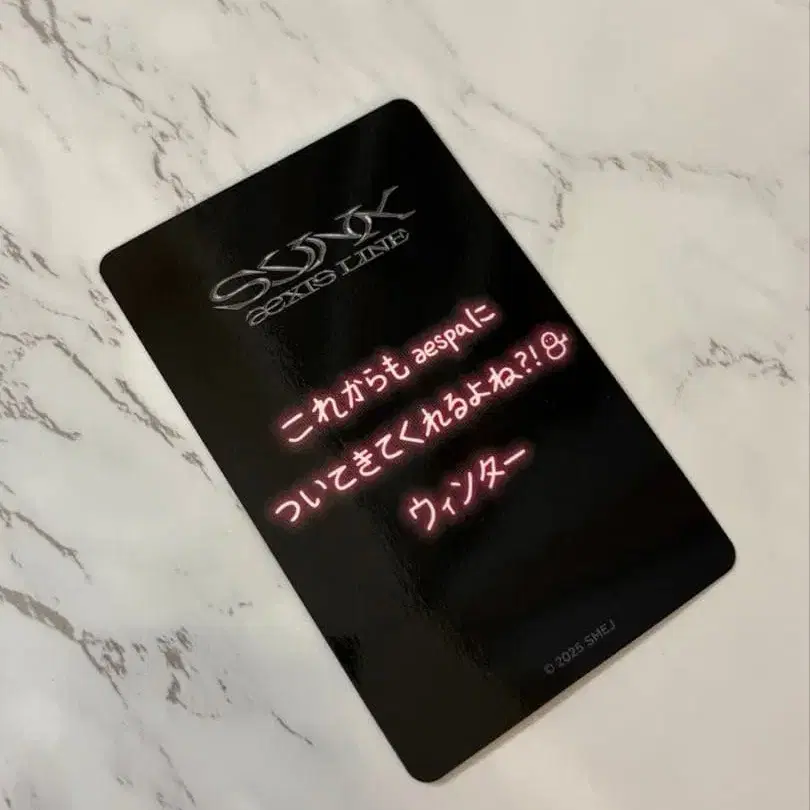 SYNK
æXIS LINE
これからも aespaに
ついてきてくれるよね?!
ウィンター
© 2025 SMEJ